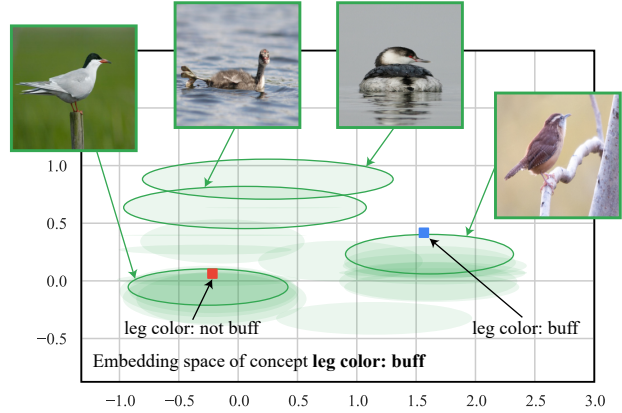 1.0
0.5
0.0
−0.5
leg color: not buff
leg color: buff
Embedding space of concept leg color: buff
−1.0 −0.5 0.0 0.5 1.0 1.5 2.0 2.5 3.0